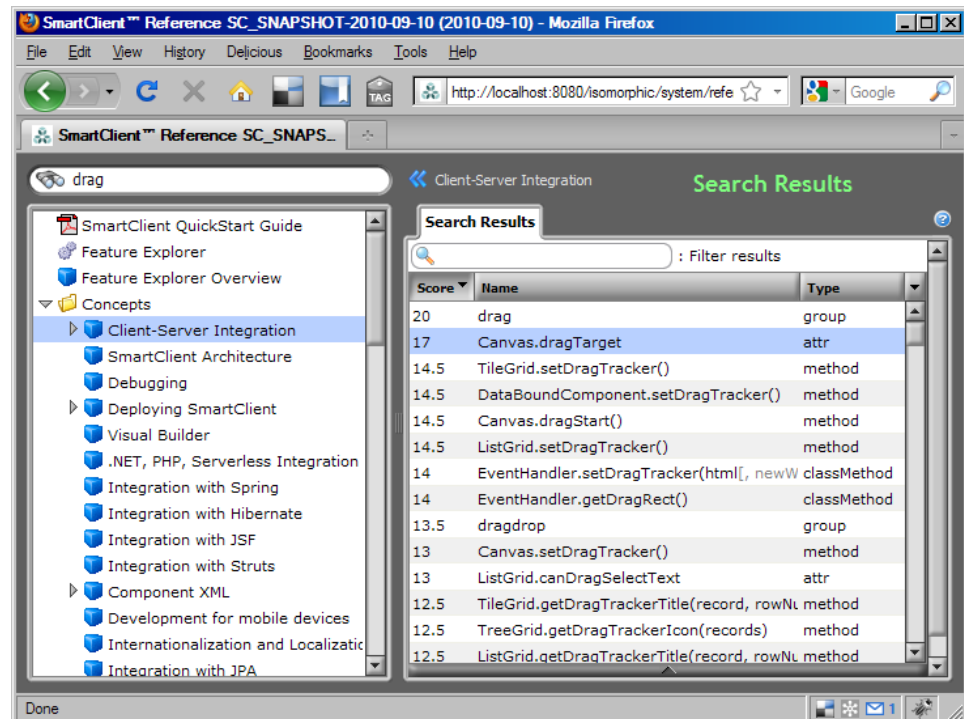 SmartClient™ Reference SC_SNAPSHOT-2010-09-10 (2010-09-10) - Mozilla Firefox
File Edit View History Delicious Bookmarks Tools Help
TAG
http://localhost:8080/isomorphic/system/refe
Google
SmartClient™ Reference SC_SNAPS...
drag
SmartClient QuickStart Guide
Feature Explorer
Feature Explorer Overview
Concepts
Client-Server Integration
SmartClient Architecture
Debugging
Deploying SmartClient
Visual Builder
.NET, PHP, Serverless Integration
Integration with Spring
Integration with Hibernate
Integration with JSF
Integration with Struts
Component XML
Development for mobile devices
Internationalization and Localizatic
Integration with JPA
Client-Server Integration
Search Results
Search Results
: Filter results
Score Name Type
20 drag group
17 Canvas.dragTarget attr
14.5 TileGrid.setDragTracker() method
14.5 DataBoundComponent.setDragTracker() method
14.5 Canvas.dragStart() method
14.5 ListGrid.setDragTracker() method
14 EventHandler.setDragTracker(html[, newW classMethod
14 EventHandler.getDragRect() classMethod
13.5 dragdrop group
13 Canvas.setDragTracker() method
13 ListGrid.canDragSelectText attr
12.5 TileGrid.getDragTrackerTitle(record, rowNu method
12.5 TreeGrid.getDragTrackerIcon(records) method
12.5 ListGrid.getDragTrackerTitle(record, rowNu method
Done
1